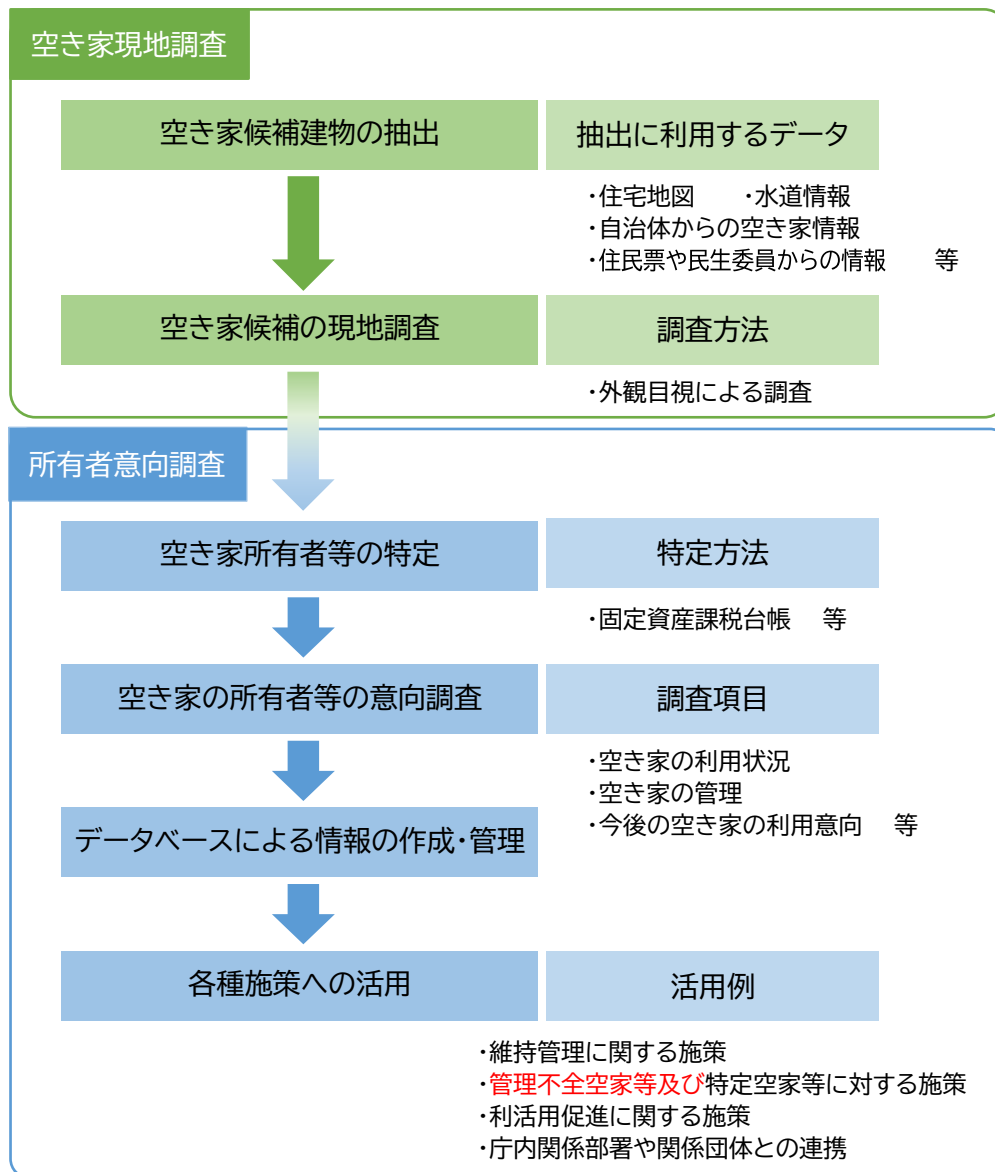 空き家現地調査
空き家候補建物の抽出
抽出に利用するデータ
・住宅地図 ・水道情報
・自治体からの空き家情報
・住民票や民生委員からの情報 等
空き家候補の現地調査
調査方法
・外観目視による調査
所有者意向調査
空き家所有者等の特定
特定方法
・固定資産課税台帳 等
空き家の所有者等の意向調査
調査項目
・空き家の利用状況
・空き家の管理
・今後の空き家の利用意向 等
データベースによる情報の作成・管理
各種施策への活用
活用例
・維持管理に関する施策
・管理不全空家等及び特定空家等に対する施策
・利活用促進に関する施策
・庁内関係部署や関係団体との連携